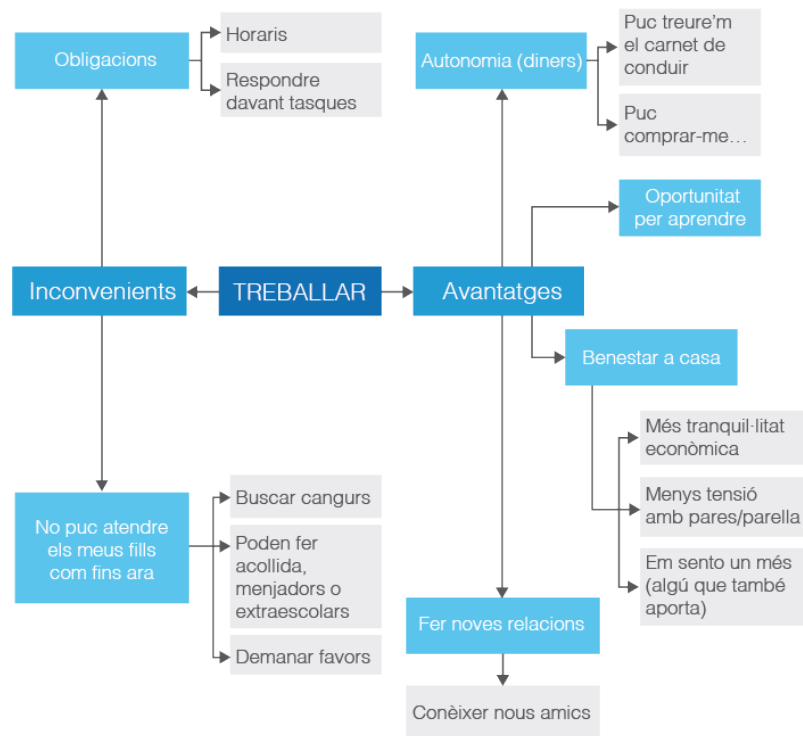 Obligacions
Horaris
Respondre
davant tasques
Autonomia (diners)
Puc treure’m
el carnet de
conduir
Puc
comprar-me…
Oportunitat
per aprendre
Inconvenients
TREBALLAR
Avantatges
Benestar a casa
Més tranquil·litat
econòmica
Menys tensió
amb pares/parella
Em sento un més
(algú que també
aporta)
No puc atendre
els meus fills
com fins ara
Buscar cangurs
Poden fer
acollida,
menjadors o
extraescolars
Demanar favors
Fer noves relacions
Conèixer nous amics